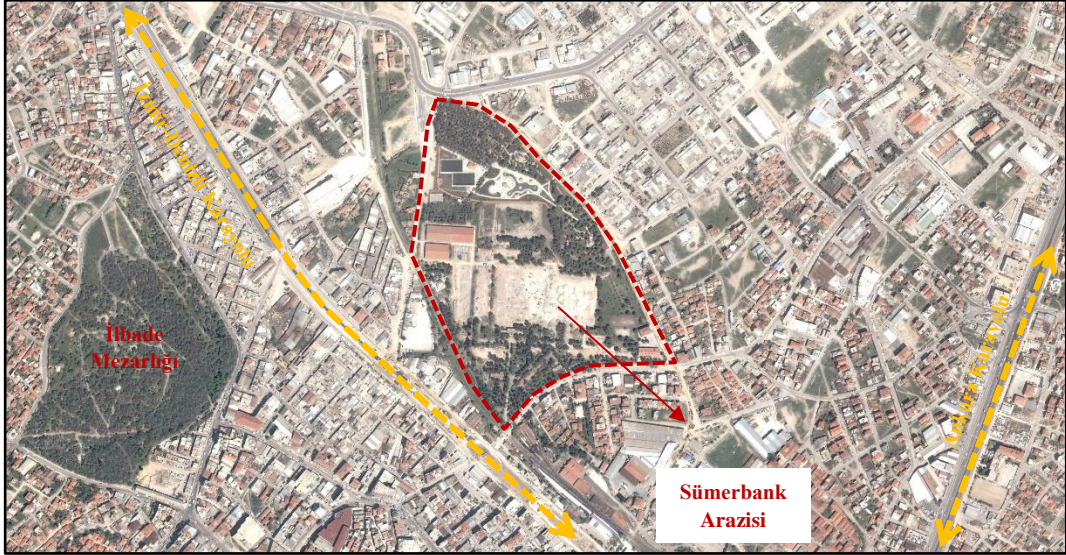 İzmir-Denizli Karayolu
İlbade
Mezarlığı
Ankara Karayolu
Sümerbank
Arazisi